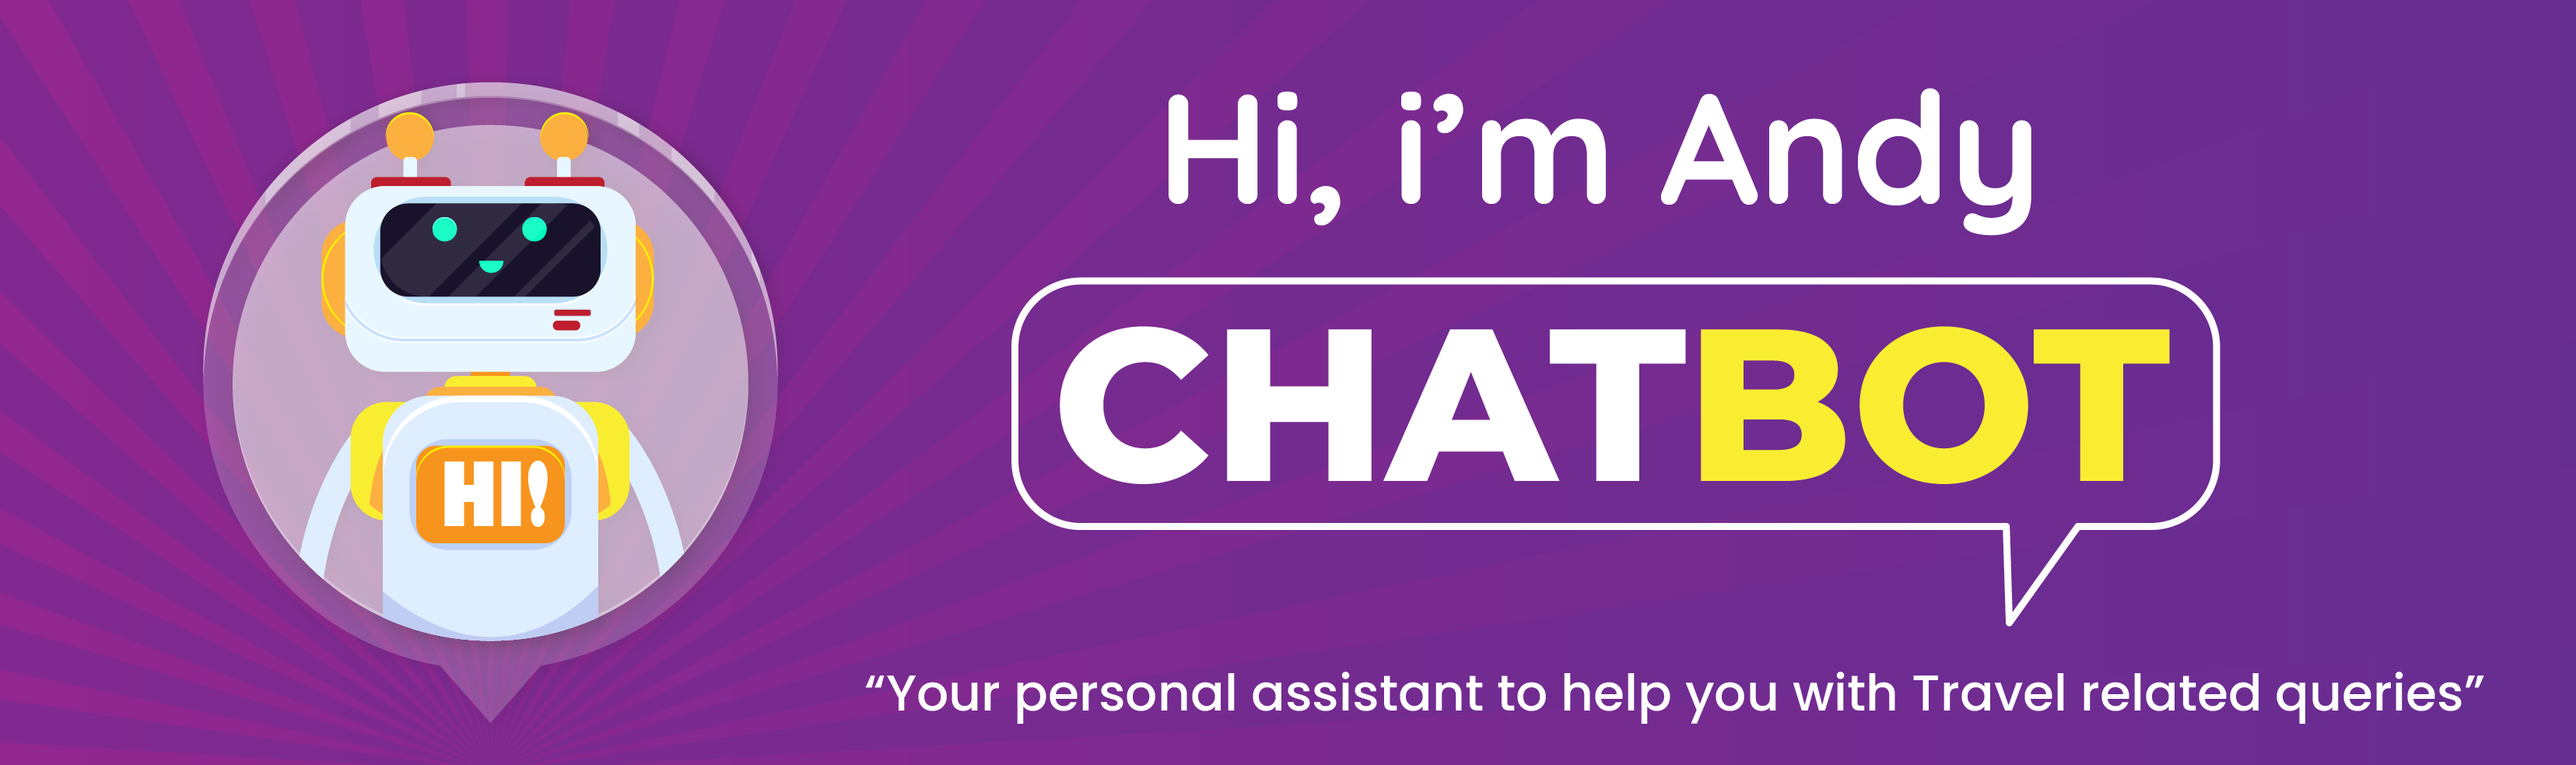 Hi, i’m Andy
CHATBOT
“Your personal assistant to help you with Travel related queries”
HI!